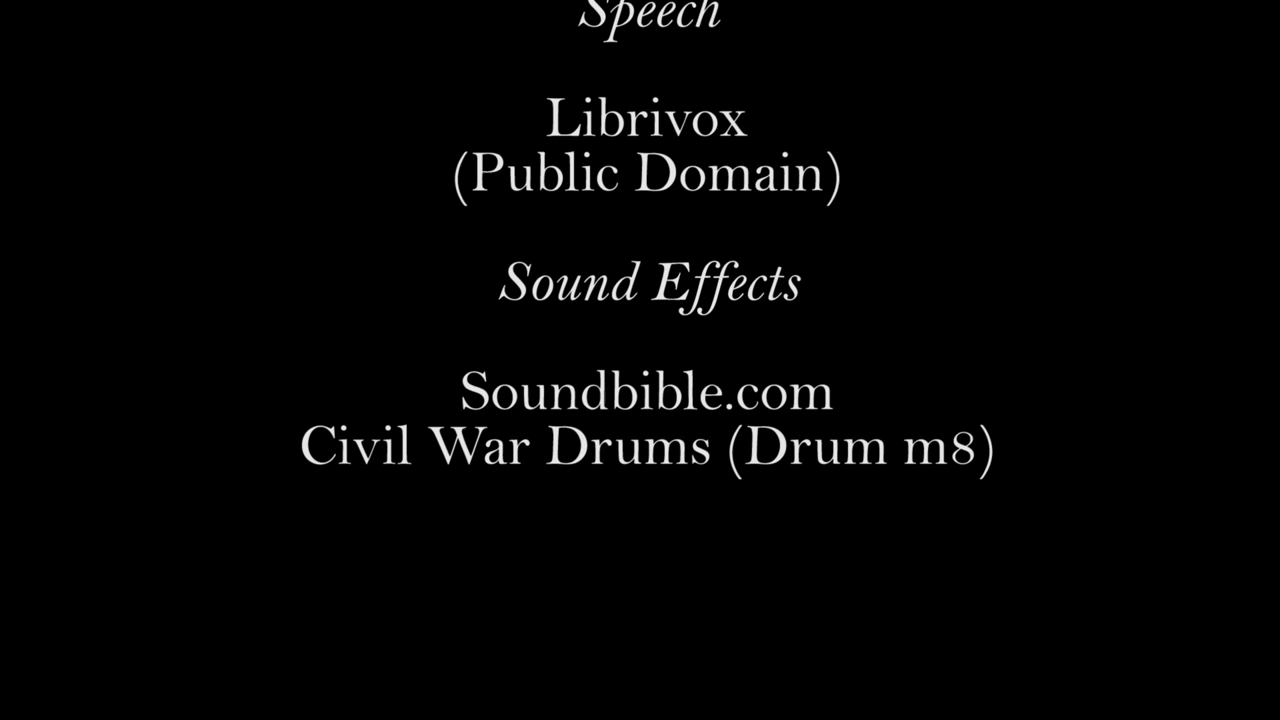 Speech
Librivox
(Public Domain)
Sound Effects
Soundbible.com
Civil War Drums (Drum m8)